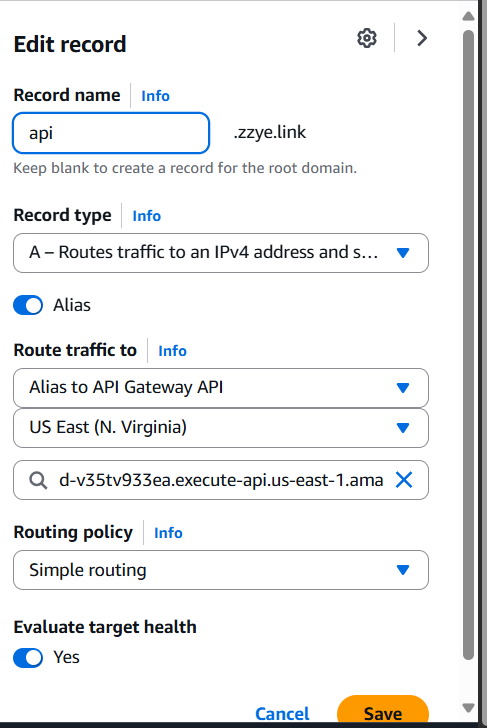 Edit record
Record name Info
api .zzye.link
Keep blank to create a record for the root domain.
Record type Info
A – Routes traffic to an IPv4 address and s...
Alias
Route traffic to Info
Alias to API Gateway API
US East (N. Virginia)
d-v35tv933ea.execute-api.us-east-1.ama
Routing policy Info
Simple routing
Evaluate target health
Yes
Cancel Save